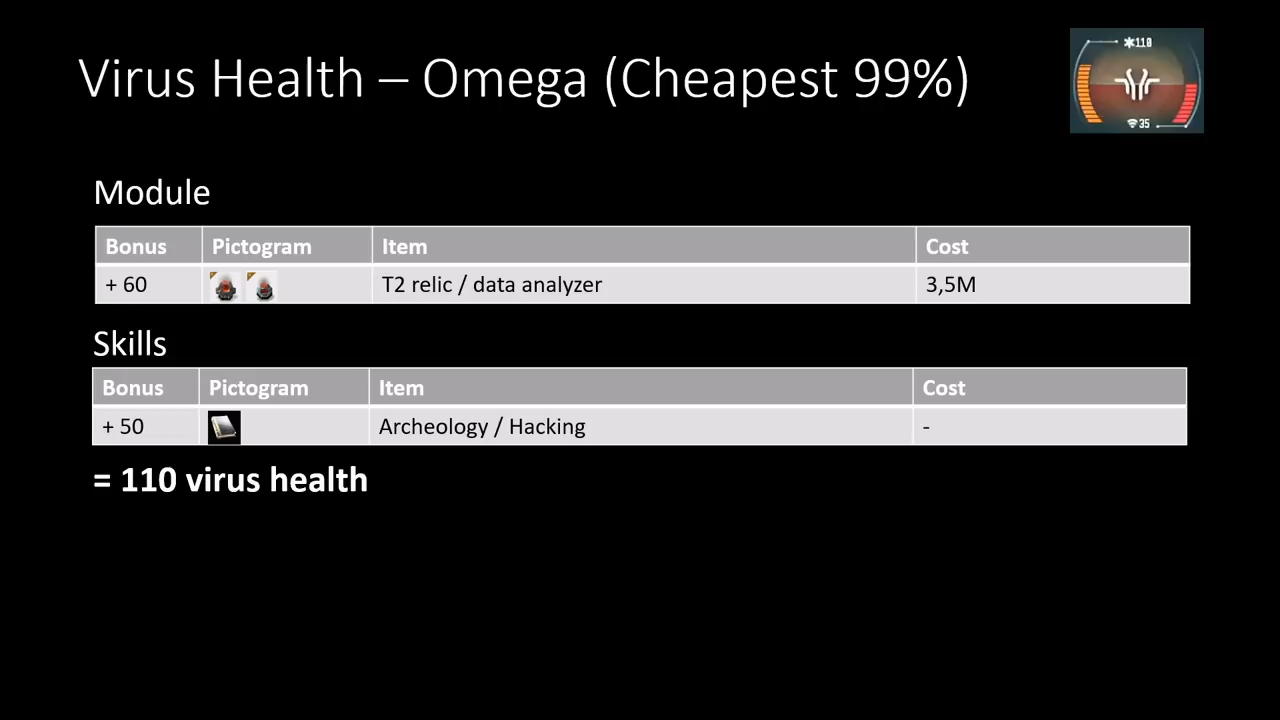 Virus Health – Omega (Cheapest 99%)
110
35
Module
Bonus Pictogram Item Cost
+ 60 T2 relic / data analyzer 3,5M
Skills
Bonus Pictogram Item Cost
+ 50 Archeology / Hacking -
= 110 virus health